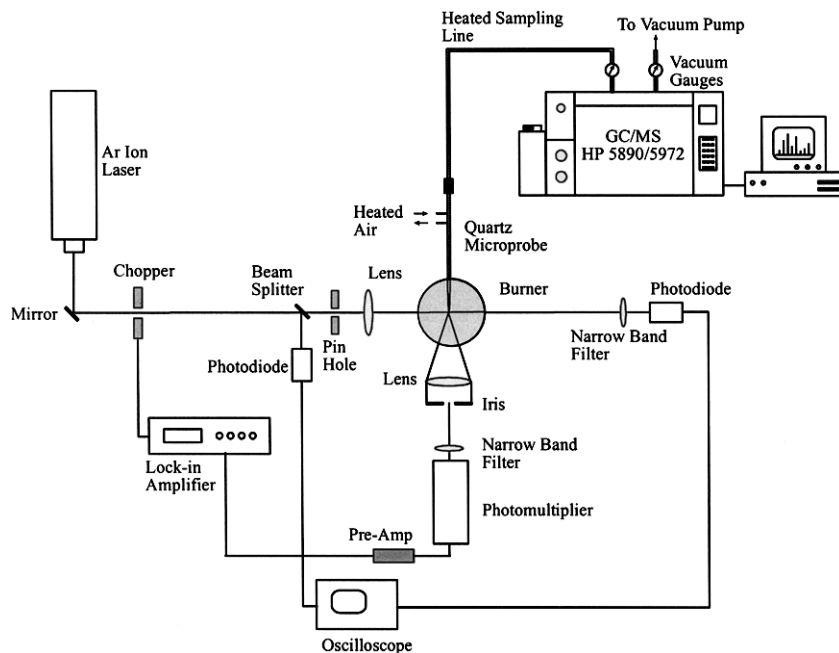 Heated Sampling
Line
To Vacuum Pump
Vacuum
Gauges
Ar Ion
Laser
GC/MS
HP 5890/5972
Heated
Air
Quartz
Microprobe
Chopper
Beam
Splitter
Lens
Burner
Photodiode
Mirror
Pin
Hole
Narrow Band
Filter
Photodiode
Lens
Iris
Narrow Band
Filter
Lock-in
Amplifier
Photomultiplier
Pre-Amp
Oscilloscope